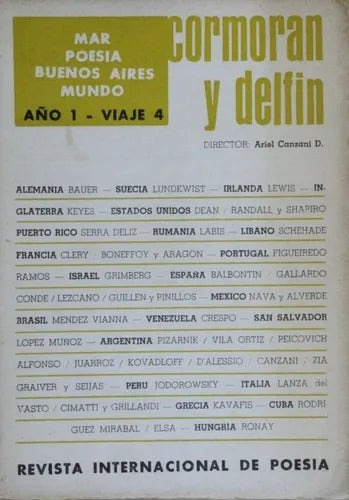 MAR
POESIA
BUENOS AIRES
MUNDO
AÑO 1 - VIAJE 4
cormoran
y delfin
DIRECTOR: Ariel Canzani D.
ALEMANIA BAUER — SUECIA LUNDKWIST — IRLANDA LEWIS — IN-
GLATERRA KEYES — ESTADOS UNIDOS DEAN / RANDALL y SHAPIRO
PUERTO RICO SERRA DELIZ — RUMANIA LABIS — LIBANO SCHEHADE
FRANCIA CLERY / BONEFFOY y ARAGON — PORTUGAL FIGUEIREDO
RAMOS — ISRAEL GRIMBERG — ESPAÑA BALBONTIN / GALLARDO
CONDE / LEZCANO / GUILLEN y PINILLOS — MEXICO NAVA y ALVERDE
BRASIL MENDEZ VIANNA — VENEZUELA CRESPO — SAN SALVADOR
LOPEZ MUÑOZ — ARGENTINA PIZARNIK / VILA ORTIZ / PEICOVICH
ALFONSO / JUARROZ / KOVADLOFF / D'ALESSIO / CANZANI / ZIA
GRAIVER y SEIJAS — PERU JODOROWSKY — ITALIA LANZA del
VASTO / CIMATTI y GRILLANDI — GRECIA KAVAFIS — CUBA RODRI
GUEZ MIRABAL / ELSA — HUNGRIA RONAY
REVISTA INTERNACIONAL DE POESIA